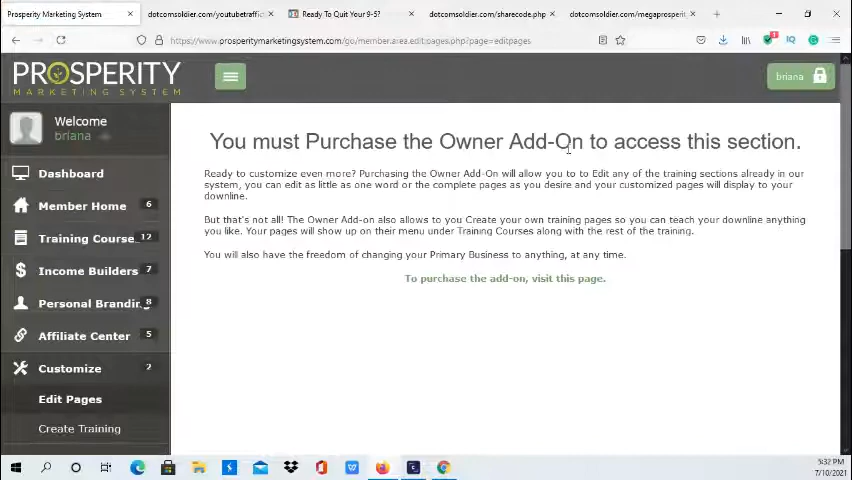 Prosperity Marketing System
dotcomsoldier.com/youtubetraffic
Ready To Quit Your 9-5?
dotcomsoldier.com/sharecode.php
dotcomsoldier.com/megaprosperit
https://www.prosperitymarketingsystem.com/go/member.area.edit.pages.php?page=editpages
PROSPERITY
MARKETING SYSTEM
briana
Welcome
briana
Dashboard
Member Home 6
Training Course 12
Income Builders 7
Personal Branding 8
Affiliate Center 5
Customize 2
Edit Pages
Create Training
You must Purchase the Owner Add-On to access this section.
Ready to customize even more? Purchasing the Owner Add-On will allow you to to Edit any of the training sections already in our
system, you can edit as little as one word or the complete pages as you desire and your customized pages will display to your
downline.
But that's not all! The Owner Add-on also allows to you Create your own training pages so you can teach your downline anything
you like. Your pages will show up on their menu under Training Courses along with the rest of the training.
You will also have the freedom of changing your Primary Business to anything, at any time.
To purchase the add-on, visit this page.
5:32 PM
7/10/2021